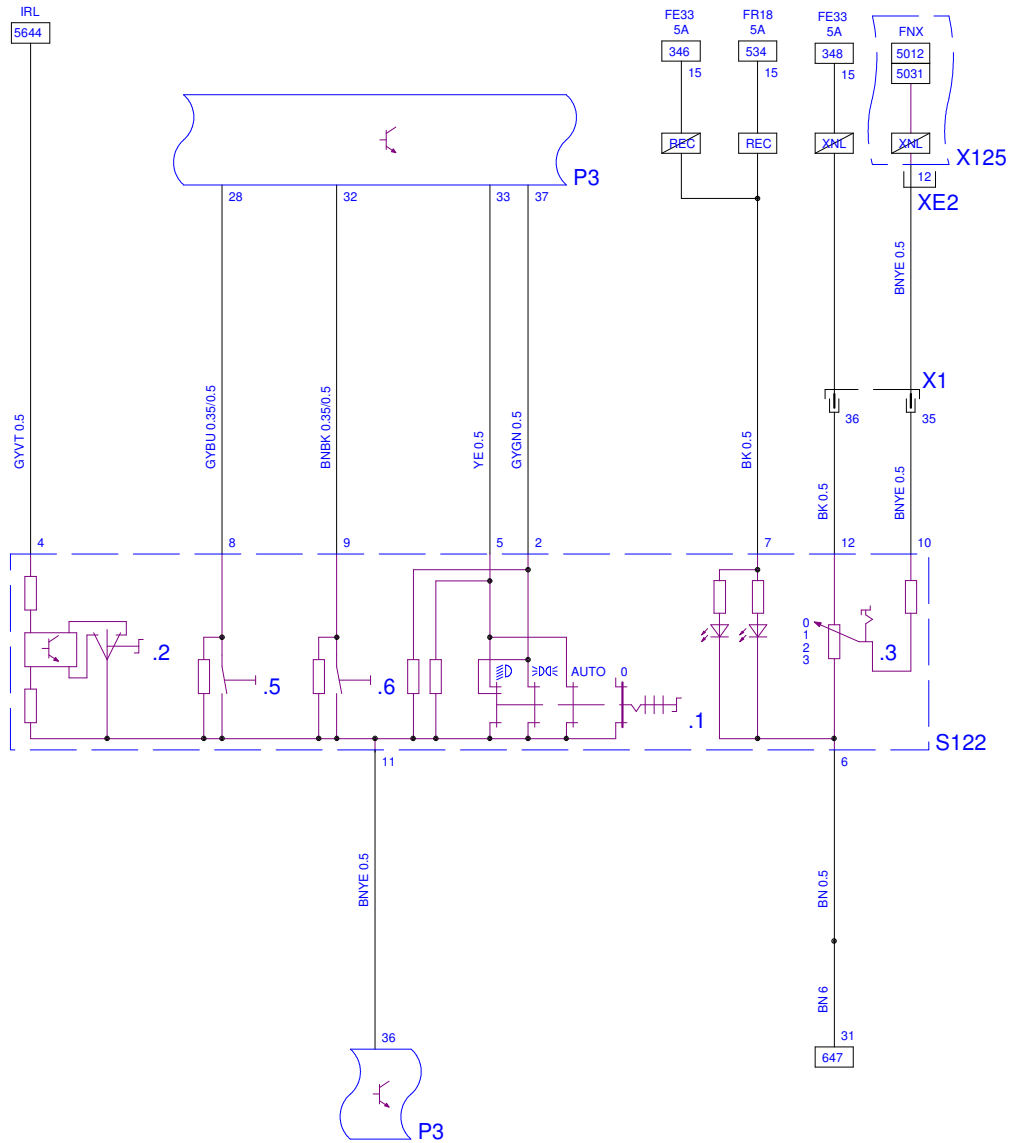 IRL
5644
FE33
5A
346
15
FR18
5A
534
15
FE33
5A
348
15
FNX
5012
5031
REC
REC
XNL
XNL
X125
12
XE2
P3
28
32
33
37
BNYE 0.5
X1
36
35
GYVT 0.5
GYBU 0.35/0.5
BNBK 0.35/0.5
YE 0.5
GYGN 0.5
BK 0.5
BK 0.5
BNYE 0.5
4
8
9
5
2
7
12
10
.2
.5
.6
AUTO
0
.1
0
1
2
3
.3
S122
11
6
BNYE 0.5
BN 0.5
BN 6
36
31
647
P3